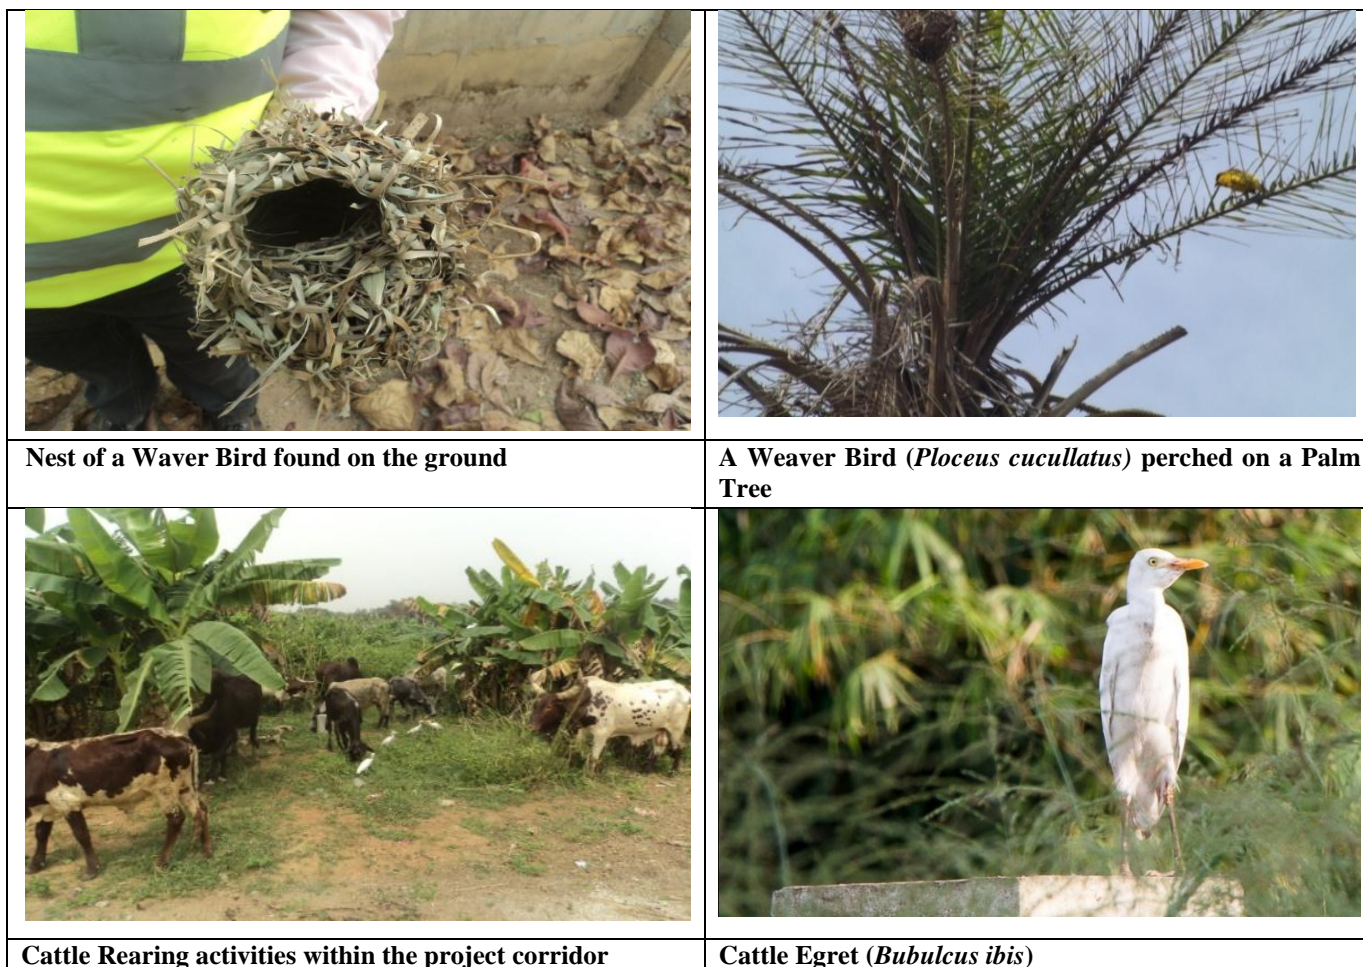 Nest of a Waver Bird found on the ground
A Weaver Bird (Ploceus cucullatus) perched on a Palm
Tree
Cattle Rearing activities within the project corridor
Cattle Egret (Bubulcus ibis)